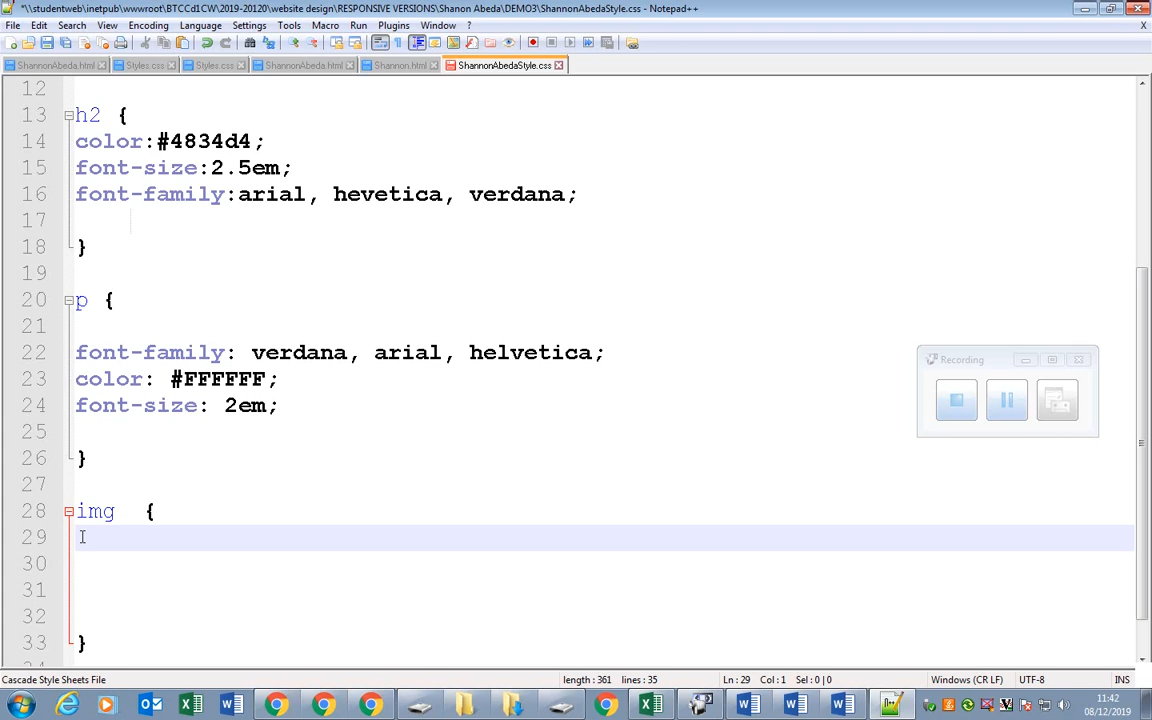 *\\studentweb\inetpub\wwwroot\BTCCd1CW\2019-20120\website design\RESPONSIVE VERSIONS\Shanon Abeda\DEMO3\ShannonAbedaStyle.css - Notepad++
File Edit Search View Encoding Language Settings Tools Macro Run Plugins Window ? X
ShannonAbeda.html Styles.css Styles.css ShannonAbeda.html Shannon.html ShannonAbedaStyle.css
12
13 h2 {
14 color:#4834d4;
15 font-size:2.5em;
16 font-family:arial, hevetica, verdana;
17
18 }
19
20 p {
21
22 font-family: verdana, arial, helvetica;
23 color: #FFFFFF;
24 font-size: 2em;
25
26 }
27
28 img {
29
30
31
32
33 }
Recording
Cascade Style Sheets File length : 361 lines : 35 Ln : 29 Col : 1 Sel : 0 | 0 Windows (CR LF) UTF-8 INS
11:42
08/12/2019